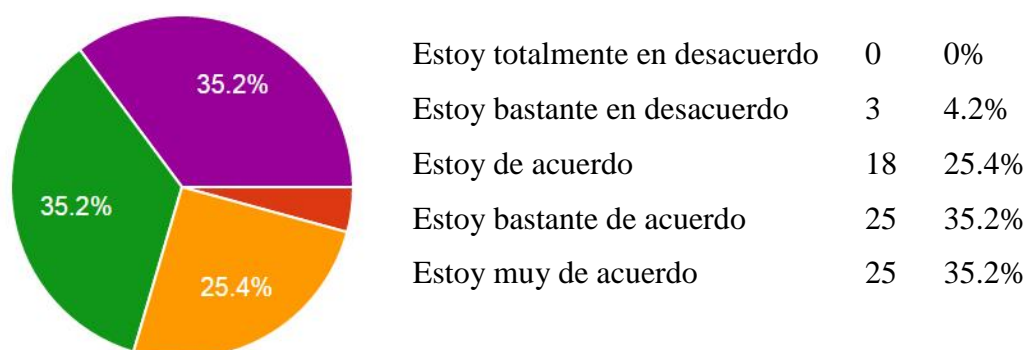 35.2%
35.2%
25.4%
Estoy totalmente en desacuerdo 0 0%
Estoy bastante en desacuerdo 3 4.2%
Estoy de acuerdo 18 25.4%
Estoy bastante de acuerdo 25 35.2%
Estoy muy de acuerdo 25 35.2%